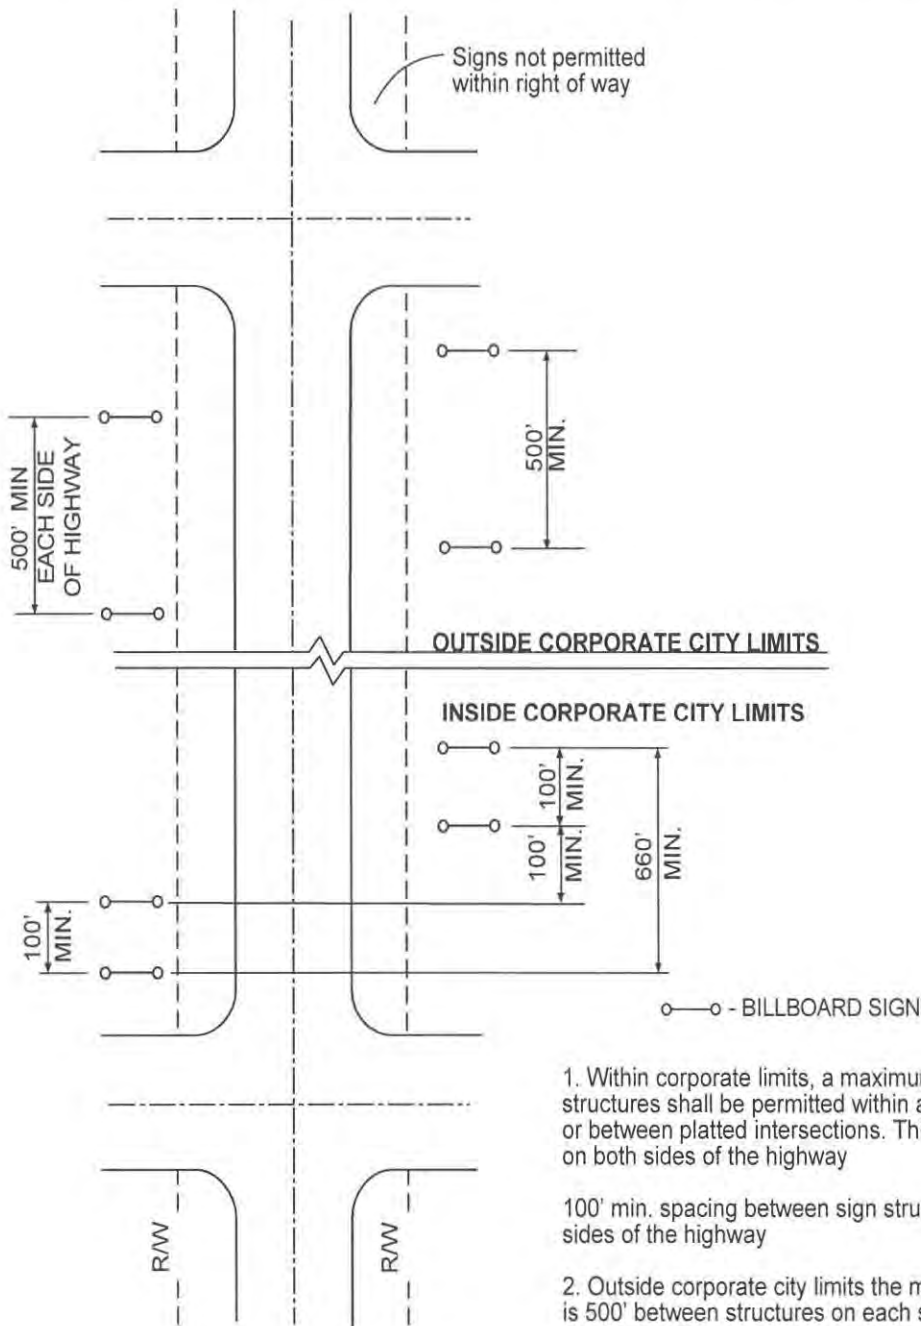 Signs not permitted
within right of way
500' MIN
EACH SIDE
OF HIGHWAY
500'
MIN.
OUTSIDE CORPORATE CITY LIMITS
INSIDE CORPORATE CITY LIMITS
100'
MIN.
100'
MIN.
660'
MIN.
100'
MIN.
- BILLBOARD SIGN
1. Within corporate limits, a maximum
structures shall be permitted within a
or between platted intersections. Th
on both sides of the highway
100' min. spacing between sign stru
sides of the highway
2. Outside corporate city limits the m
is 500' between structures on each s
R/W
R/W